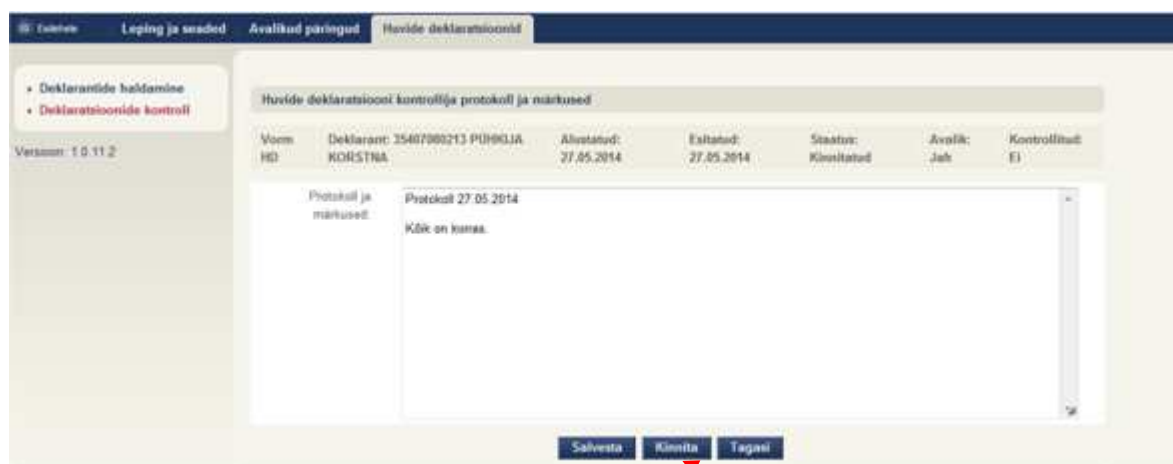 Esilehele Leping ja seaded Avalikud päringud Huvide deklaratsioonid
Deklarantide haldamine
Deklaratsioonide kontroll
Versioon: 1.0.11.2
Huvide deklaratsiooni kontrollija protokoll ja märkused
Vorm Deklarant: 35407080213 PÜHKIJA Alustatud: Esitatud: Staatus: Avalik: Kontrollitud:
HD KORSTNA 27.05.2014 27.05.2014 Kinnitatud Jah Ei
Protokoll ja
märkused:
Protokoll 27.05.2014
Kõik on korras.
Salvesta Kinnita Tagasi